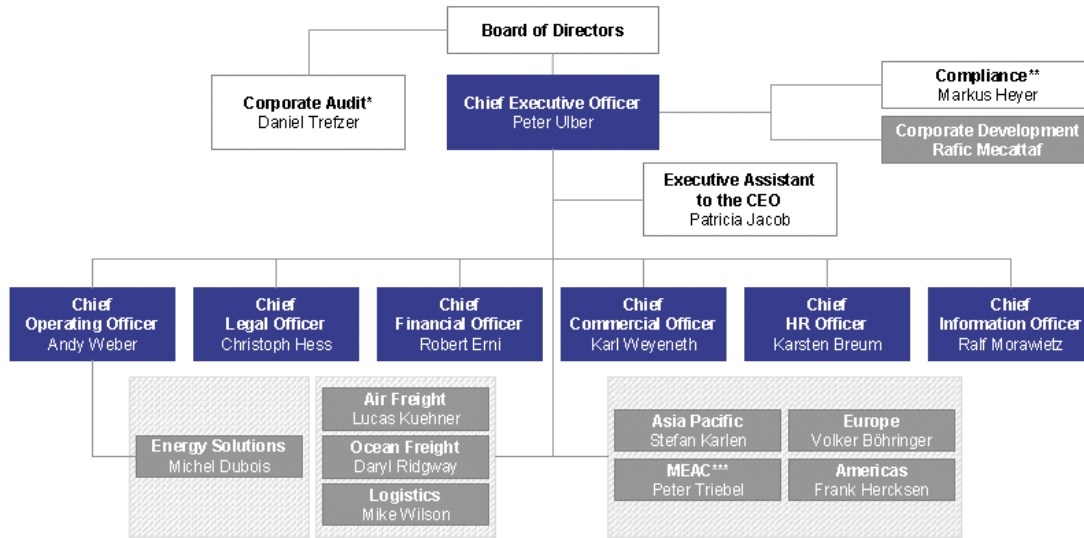 Board of Directors
Corporate Audit*
Daniel Trefzer
Chief Executive Officer
Peter Ulber
Compliance**
Markus Heyer
Corporate Development
Rafic Mecattaf
Executive Assistant
to the CEO
Patricia Jacob
Chief
Operating Officer
Andy Weber
Chief
Legal Officer
Christoph Hess
Chief
Financial Officer
Robert Erni
Chief
Commercial Officer
Karl Weyeneth
Chief
HR Officer
Karsten Breum
Chief
Information Officer
Ralf Morawietz
Energy Solutions
Michel Dubois
Air Freight
Lucas Kuehner
Ocean Freight
Daryl Ridgway
Logistics
Mike Wilson
Asia Pacific
Stefan Karlen
Europe
Volker Böhringer
MEAC***
Peter Triebel
Americas
Frank Hercksen